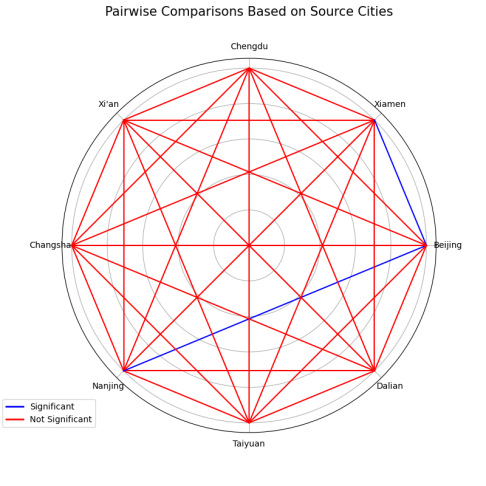 Pairwise Comparisons Based on Source Cities
Chengdu
Xi'an
Xiamen
Changsha
Beijing
Nanjing
Dalian
Taiyuan
Significant
Not Significant